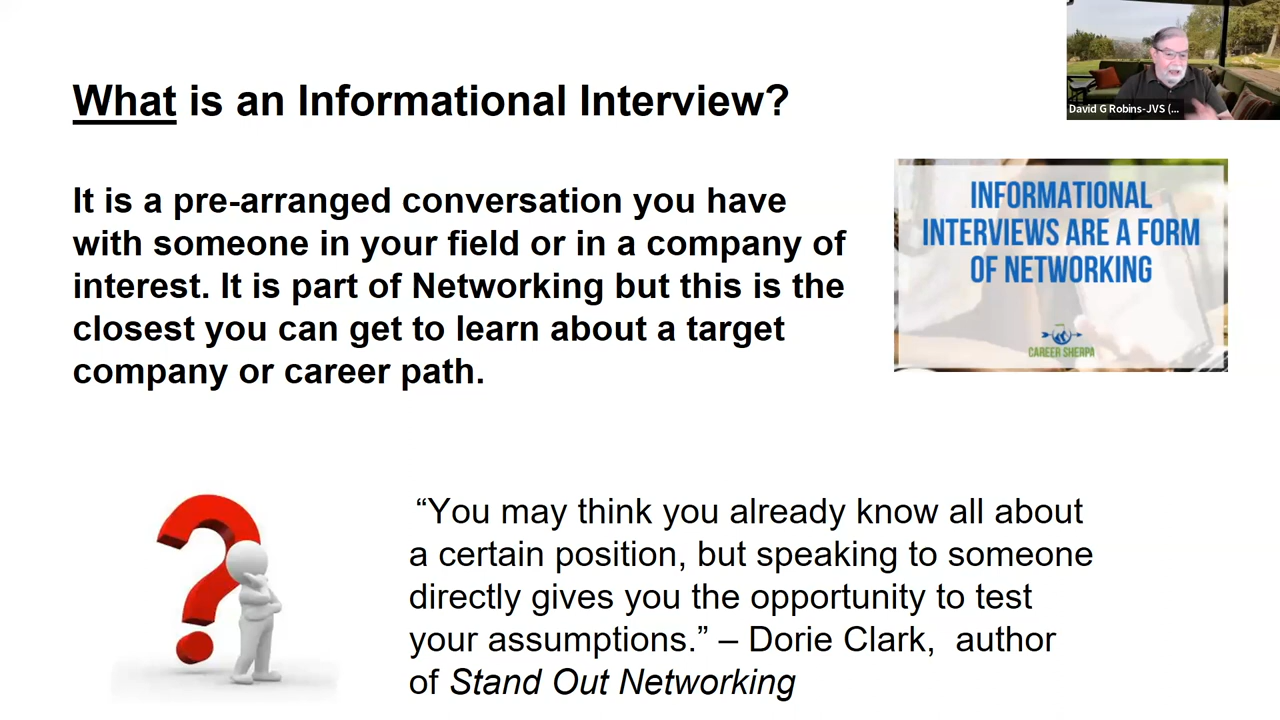 What is an Informational Interview?
David G Robins-JVS (...
It is a pre-arranged conversation you have
with someone in your field or in a company of
interest. It is part of Networking but this is the
closest you can get to learn about a target
company or career path.
INFORMATIONAL
INTERVIEWS ARE A FORM
OF NETWORKING
CAREER SHERPA
“You may think you already know all about
a certain position, but speaking to someone
directly gives you the opportunity to test
your assumptions.” – Dorie Clark,  author
of Stand Out Networking